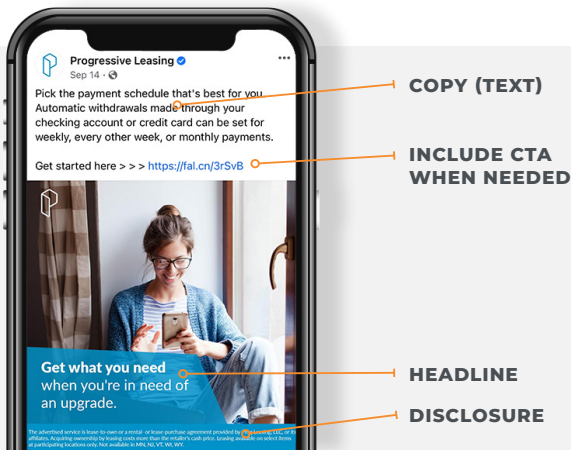 Progressive Leasing
Sep 14 ·
Pick the payment schedule that's best for you.
Automatic withdrawals made through your
checking account or credit card can be set for
weekly, every other week, or monthly payments.
Get started here > > > https://fal.cn/3rSvB
COPY (TEXT)
INCLUDE CTA
WHEN NEEDED
Get what you need
when you're in need of
an upgrade.
HEADLINE
DISCLOSURE
The advertised service is lease-to-own or a rental- or lease-purchase agreement provided by Prog Leasing, LLC, or its
affiliates. Acquiring ownership by leasing costs more than the retailer's cash price. Leasing available on select items
at participating locations only. Not available in MN, NJ, VT, WI, WY.